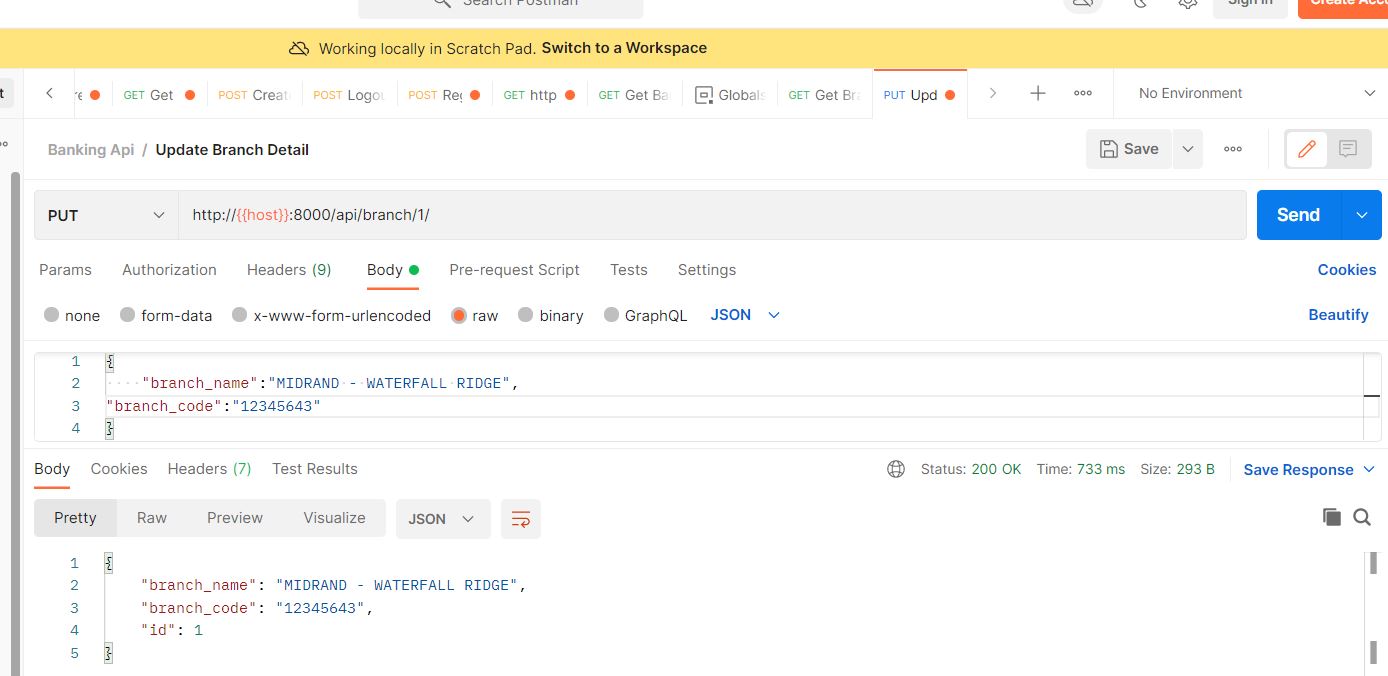 Search Postman
Sign In
Create Acc
Working locally in Scratch Pad. Switch to a Workspace
GET Get
POST Create
POST Logou
POST Reg
GET http
GET Get Ba
Globals
GET Get Bra
PUT Upd
No Environment
Banking Api / Update Branch Detail
Save
PUT
http://{{host}}:8000/api/branch/1/
Send
Params Authorization Headers (9) Body Pre-request Script Tests Settings Cookies
none form-data x-www-form-urlencoded raw binary GraphQL JSON Beautify
1 {
2 "branch_name":"MIDRAND - WATERFALL RIDGE",
3 "branch_code":"12345643"
4 }
Body Cookies Headers (7) Test Results Status: 200 OK Time: 733 ms Size: 293 B Save Response
Pretty Raw Preview Visualize JSON
1 {
2 "branch_name": "MIDRAND - WATERFALL RIDGE",
3 "branch_code": "12345643",
4 "id": 1
5 }